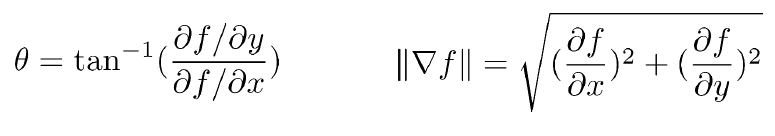 θ = tan⁻¹(∂f/∂y / ∂f/∂x)    ‖∇f‖ = √((∂f/∂x)² + (∂f/∂y)²)